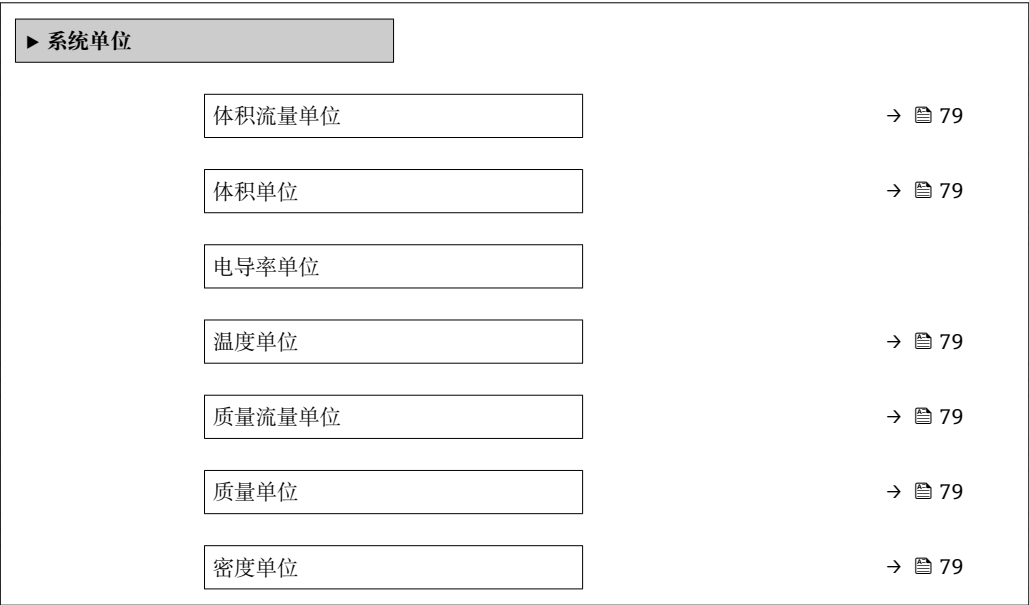 ▶ 系统单位
体积流量单位 → 🖹 79
体积单位 → 🖹 79
电导率单位
温度单位 → 🖹 79
质量流量单位 → 🖹 79
质量单位 → 🖹 79
密度单位 → 🖹 79